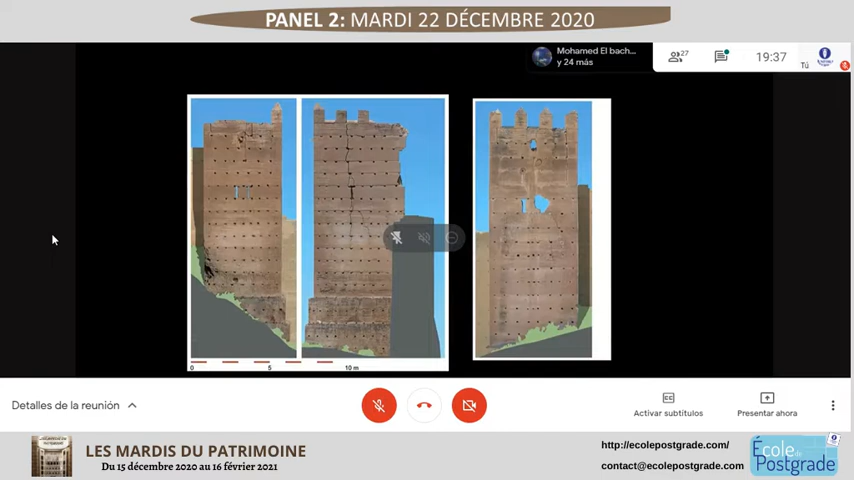 PANEL 2: MARDI 22 DÉCEMBRE 2020
Mohamed El bach...
y 24 más
27
19:37
Tú
0 5 10 m
Detalles de la reunión
Activar subtítulos
Presentar ahora
LES MARDIS DU PATRIMOINE
Du 15 décembre 2020 au 16 février 2021
http://ecolepostgrade.com/
contact@ecolepostgrade.com
École de
Postgrade